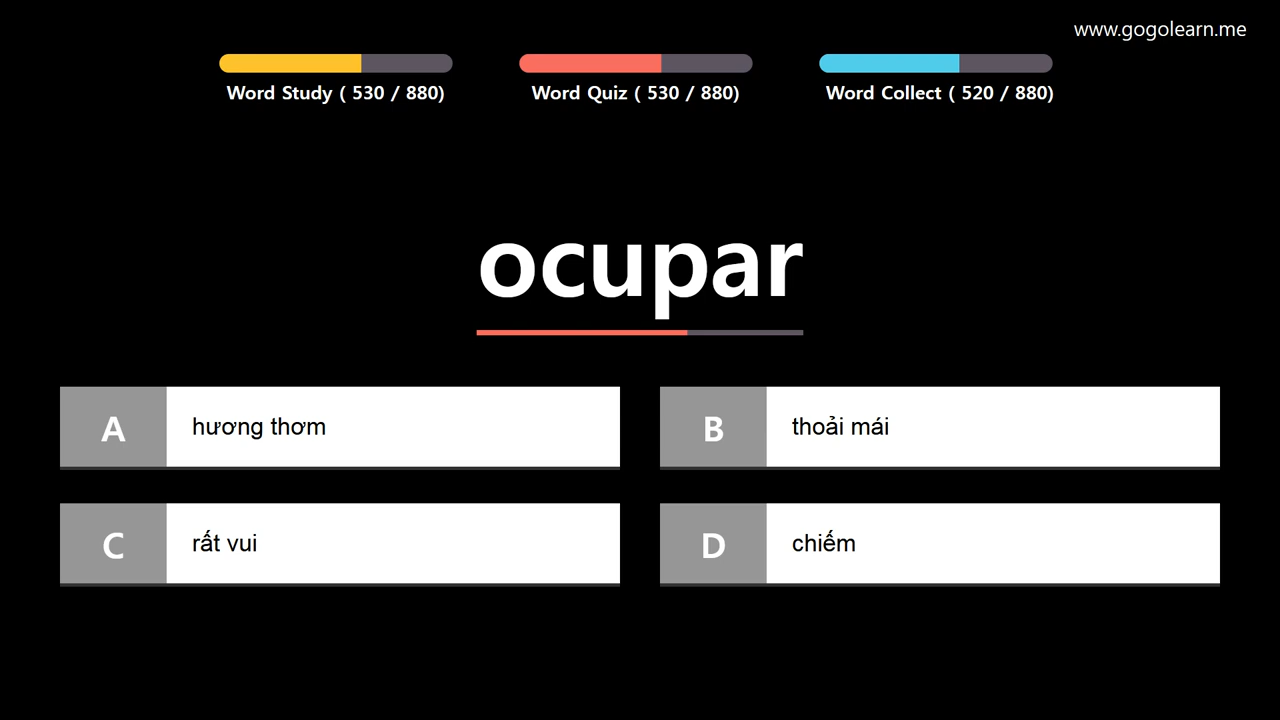 www.gogolearn.me
Word Study ( 530 / 880)
Word Quiz ( 530 / 880)
Word Collect ( 520 / 880)
ocupar
A hương thơm
B thoải mái
C rất vui
D chiếm